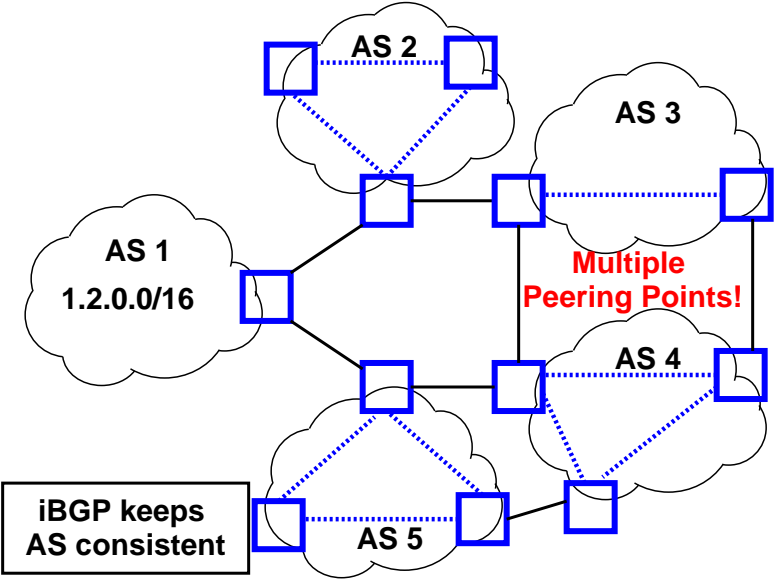 AS 2
AS 3
AS 1
1.2.0.0/16
Multiple
Peering Points!
AS 4
iBGP keeps
AS consistent
AS 5